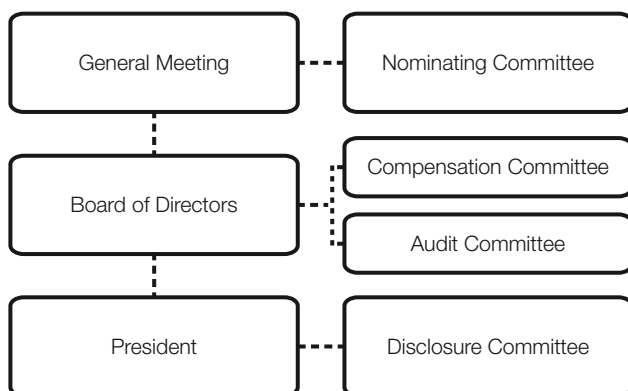 General Meeting
Nominating Committee
Compensation Committee
Board of Directors
Audit Committee
President
Disclosure Committee